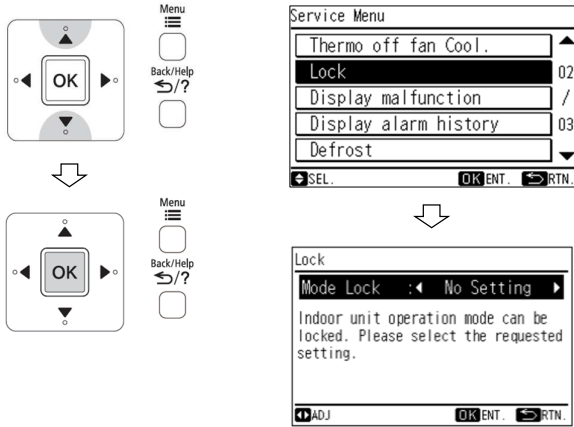 Menu
OK
Back/Help
/?
Service Menu
Thermo off fan Cool.
Lock
02
Display malfunction
/
Display alarm history
03
Defrost
SEL.
OK ENT.
RTN.
Menu
OK
Back/Help
/?
Lock
Mode Lock : No Setting
Indoor unit operation mode can be
locked. Please select the requested
setting.
ADJ
OK ENT.
RTN.